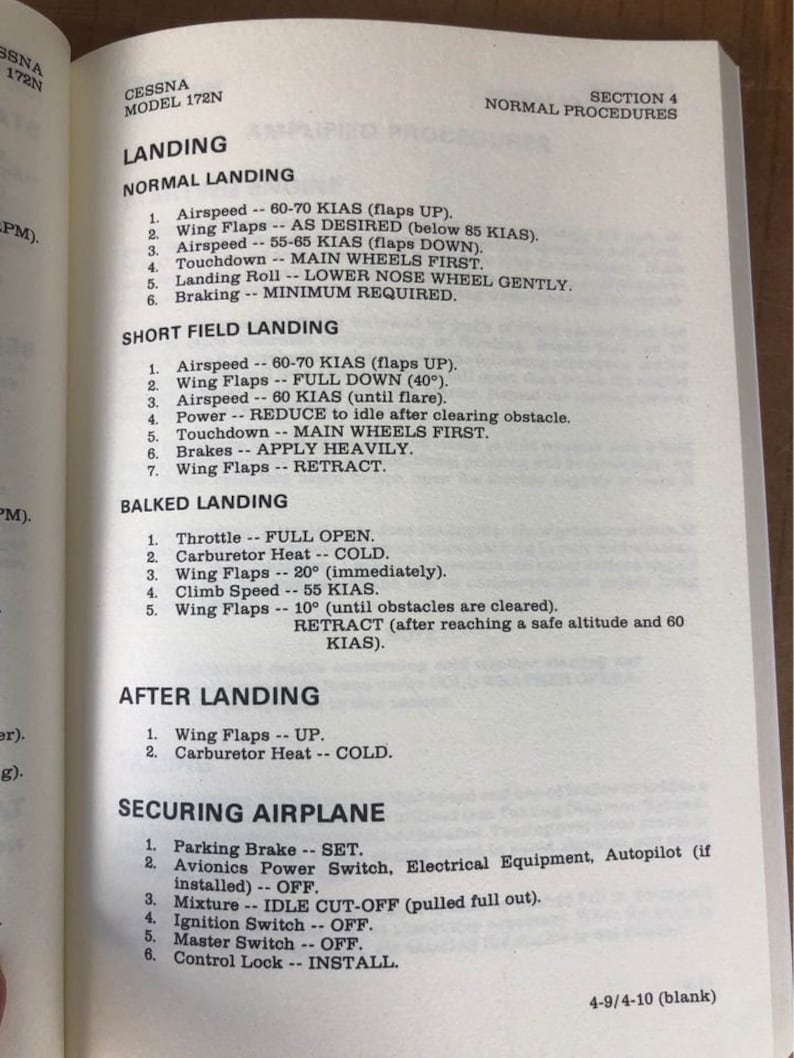 SSNA
172N
PM).
PM).
er).
g).
CESSNA
MODEL 172N
SECTION 4
NORMAL PROCEDURES
LANDING
NORMAL LANDING
1. Airspeed -- 60-70 KIAS (flaps UP).
2. Wing Flaps -- AS DESIRED (below 85 KIAS).
3. Airspeed -- 55-65 KIAS (flaps DOWN).
4. Touchdown -- MAIN WHEELS FIRST.
5. Landing Roll -- LOWER NOSE WHEEL GENTLY.
6. Braking -- MINIMUM REQUIRED.
SHORT FIELD LANDING
1. Airspeed -- 60-70 KIAS (flaps UP).
2. Wing Flaps -- FULL DOWN (40°).
3. Airspeed -- 60 KIAS (until flare).
4. Power -- REDUCE to idle after clearing obstacle.
5. Touchdown -- MAIN WHEELS FIRST.
6. Brakes -- APPLY HEAVILY.
7. Wing Flaps -- RETRACT.
BALKED LANDING
1. Throttle -- FULL OPEN.
2. Carburetor Heat -- COLD.
3. Wing Flaps -- 20° (immediately).
4. Climb Speed -- 55 KIAS.
5. Wing Flaps -- 10° (until obstacles are cleared).
RETRACT (after reaching a safe altitude and 60
KIAS).
AFTER LANDING
1. Wing Flaps -- UP.
2. Carburetor Heat -- COLD.
SECURING AIRPLANE
1. Parking Brake -- SET.
2. Avionics Power Switch, Electrical Equipment, Autopilot (if
installed) -- OFF.
3. Mixture -- IDLE CUT-OFF (pulled full out).
4. Ignition Switch -- OFF.
5. Master Switch -- OFF.
6. Control Lock -- INSTALL.
4-9/4-10 (blank)